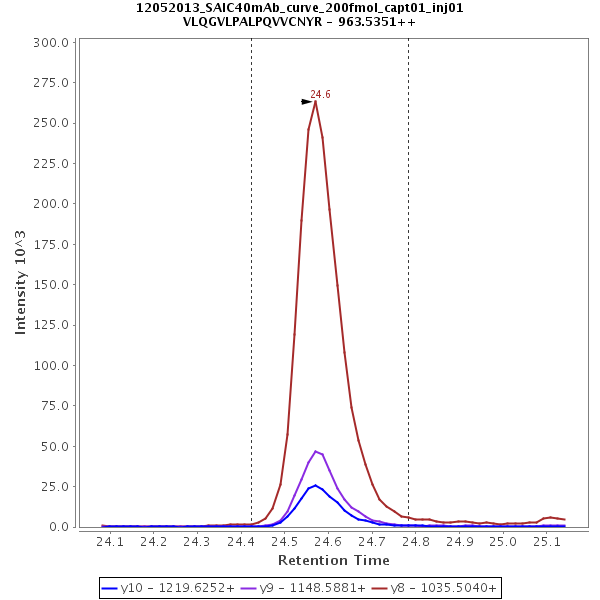 12052013_SAIC40mAb_curve_200fmol_capt01_inj01
VLQGVLPALPQVVCNYR - 963.5351++
300.0
275.0
250.0
225.0
200.0
175.0
150.0
125.0
100.0
75.0
50.0
25.0
0.0
Intensity 10^3
24.6
24.1 24.2 24.3 24.4 24.5 24.6 24.7 24.8 24.9 25.0 25.1
Retention Time
y10 - 1219.6252+ y9 - 1148.5881+ y8 - 1035.5040+